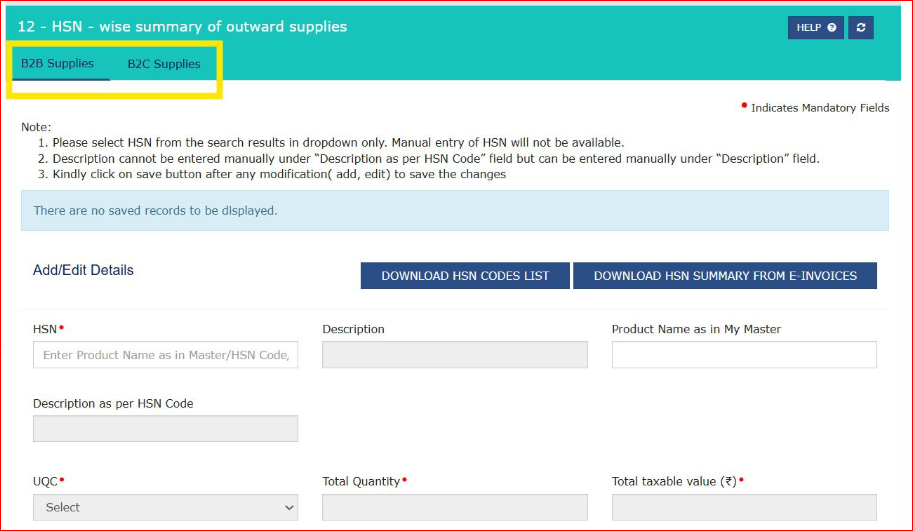 12 - HSN - wise summary of outward supplies
HELP ?
B2B Supplies B2C Supplies
• Indicates Mandatory Fields
Note:
1. Please select HSN from the search results in dropdown only. Manual entry of HSN will not be available.
2. Description cannot be entered manually under “Description as per HSN Code” field but can be entered manually under “Description” field.
3. Kindly click on save button after any modification( add, edit) to save the changes
There are no saved records to be displayed.
Add/Edit Details
DOWNLOAD HSN CODES LIST
DOWNLOAD HSN SUMMARY FROM E-INVOICES
HSN• Description Product Name as in My Master
Enter Product Name as in Master/HSN Code,
Description as per HSN Code
UQC• Total Quantity• Total taxable value (₹)•
Select